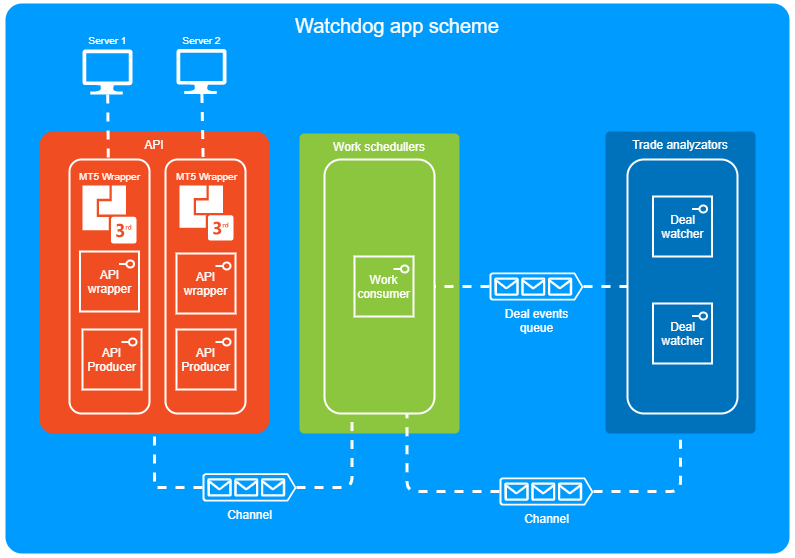 Watchdog app scheme
Server 1
Server 2
API
MT5 Wrapper
3rd
API
wrapper
API
Producer
MT5 Wrapper
3rd
API
wrapper
API
Producer
Work schedullers
Work
consumer
Deal events
queue
Trade analyzators
Deal
watcher
Deal
watcher
Channel
Channel